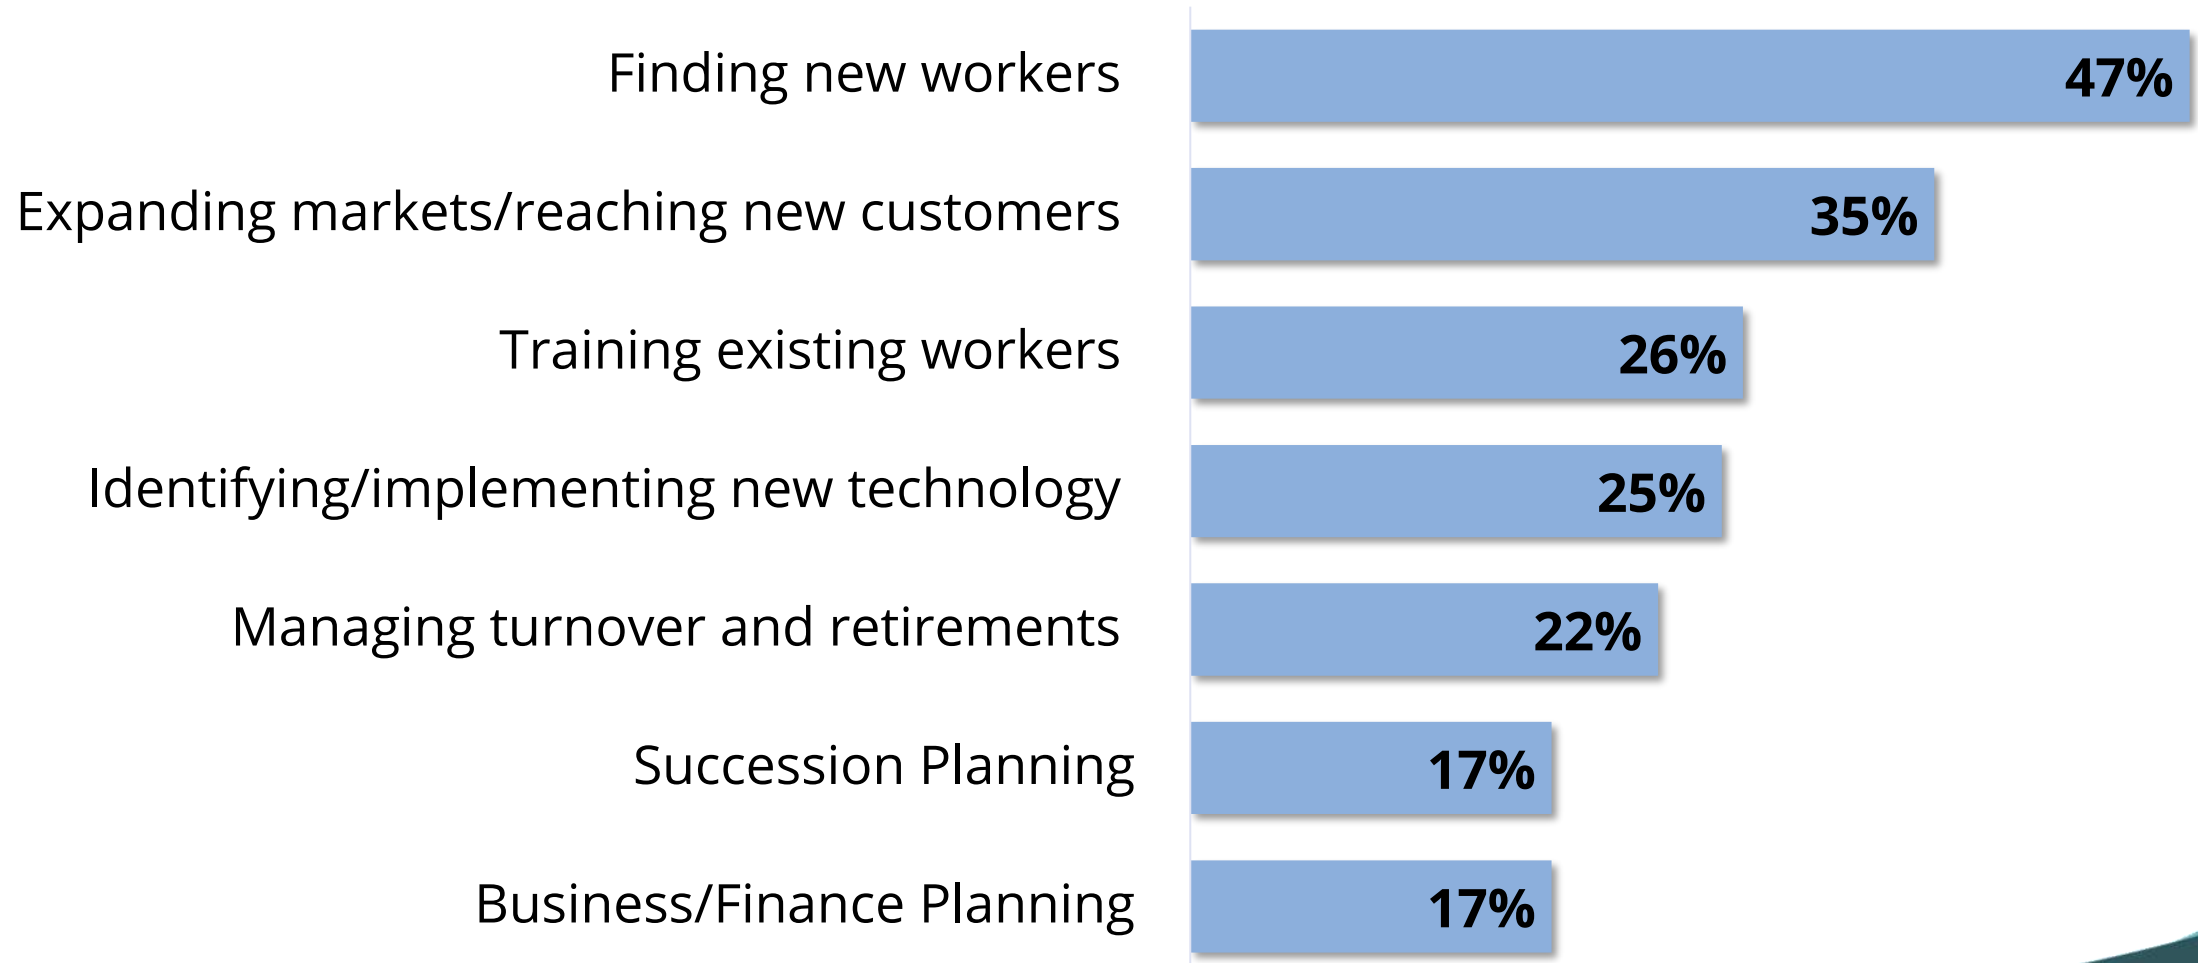 Finding new workers 47%
Expanding markets/reaching new customers 35%
Training existing workers 26%
Identifying/implementing new technology 25%
Managing turnover and retirements 22%
Succession Planning 17%
Business/Finance Planning 17%